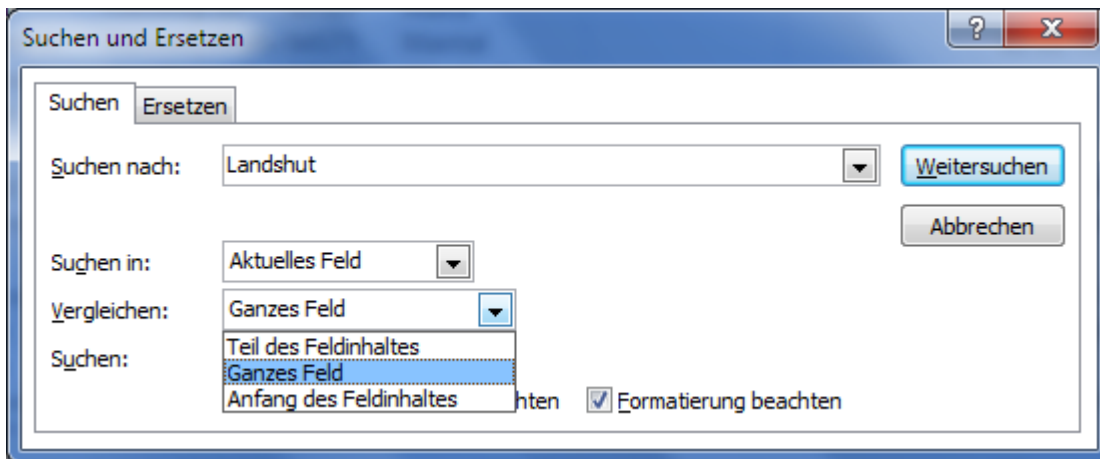 Suchen und Ersetzen
Suchen Ersetzen
Suchen nach: Landshut Weitersuchen
Abbrechen
Suchen in: Aktuelles Feld
Vergleichen: Ganzes Feld
Teil des Feldinhaltes
Suchen:
Ganzes Feld
Anfang des Feldinhaltes hten Formatierung beachten